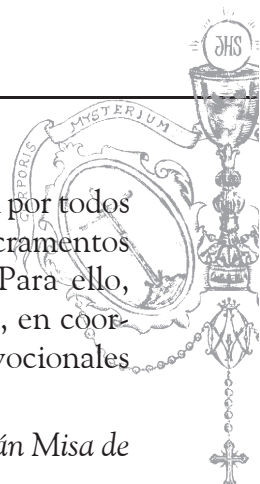 JHS
CORPORIS MYSTERIUM
por todos
cramentos
Para ello,
, en coor-
vocionales
án Misa de